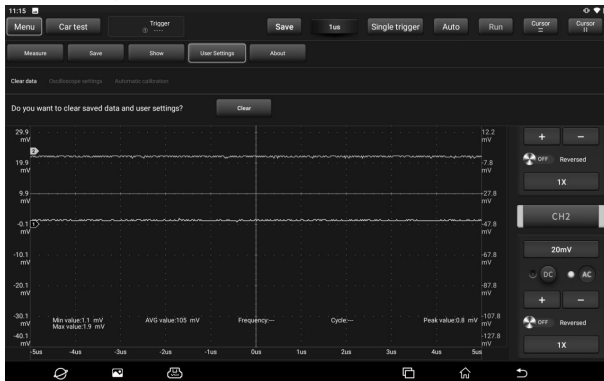 11:15
Menu Car test Trigger Save 1us Single trigger Auto Run Cursor Cursor
① ----
Measure Save Show User Settings About
Clear data Oscilloscope settings Automatic calibration
Do you want to clear saved data and user settings? Clear
29.9 mV 12.2 mV
2
19.9 mV -7.8 mV
9.9 mV -27.8 mV
1
-0.1 mV -47.8 mV
-10.1 mV -67.8 mV
-20.1 mV -87.8 mV
-30.1 mV -107.8 mV
Min value:1.1 mV AVG value:105 mV Frequency:--- Cycle:--- Peak value:0.8 mV
Max value:1.9 mV
-40.1 mV -127.8 mV
-5us -4us -3us -2us -1us 0us 1us 2us 3us 4us 5us
+ −
OFF Reversed
1X
CH2
20mV
DC AC
+ −
OFF Reversed
1X